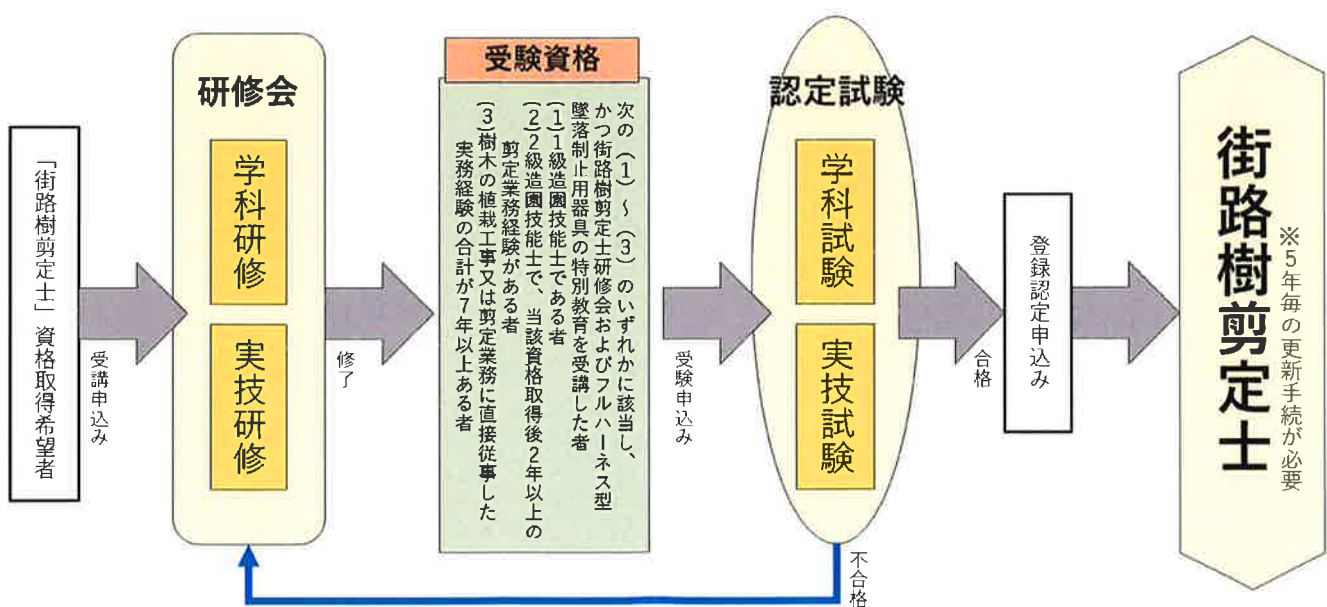 「街路樹剪定士」資格取得希望者
受講申込み
研修会
学科研修
実技研修
修了
受験資格
次の（1）～（3）のいずれかに該当し、
かつ街路樹剪定士研修会およびフルハーネス型
墜落制止用器具の特別教育を受講した者
(1)1級造園技能士である者
(2)2級造園技能士で、当該資格取得後2年以上の
剪定業務経験がある者
(3)樹木の植栽工事又は剪定業務に直接従事した
実務経験の合計が7年以上ある者
受験申込み
認定試験
学科試験
実技試験
合格
不合格
登録認定申込み
街路樹剪定士
※5年毎の更新手続が必要